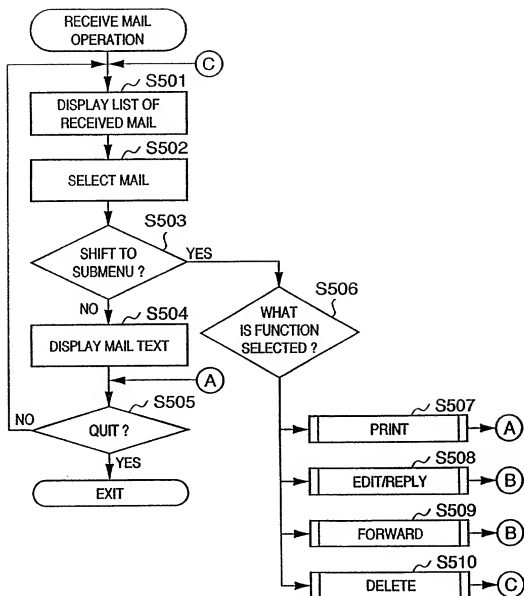 RECEIVE MAIL
OPERATION
C
S501
DISPLAY LIST OF
RECEIVED MAIL
S502
SELECT MAIL
S503
SHIFT TO
SUBMENU ?
YES
NO
S504
DISPLAY MAIL TEXT
A
S505
QUIT ?
NO
YES
EXIT
S506
WHAT
IS FUNCTION
SELECTED ?
S507
PRINT
A
S508
EDIT/REPLY
B
S509
FORWARD
B
S510
DELETE
C